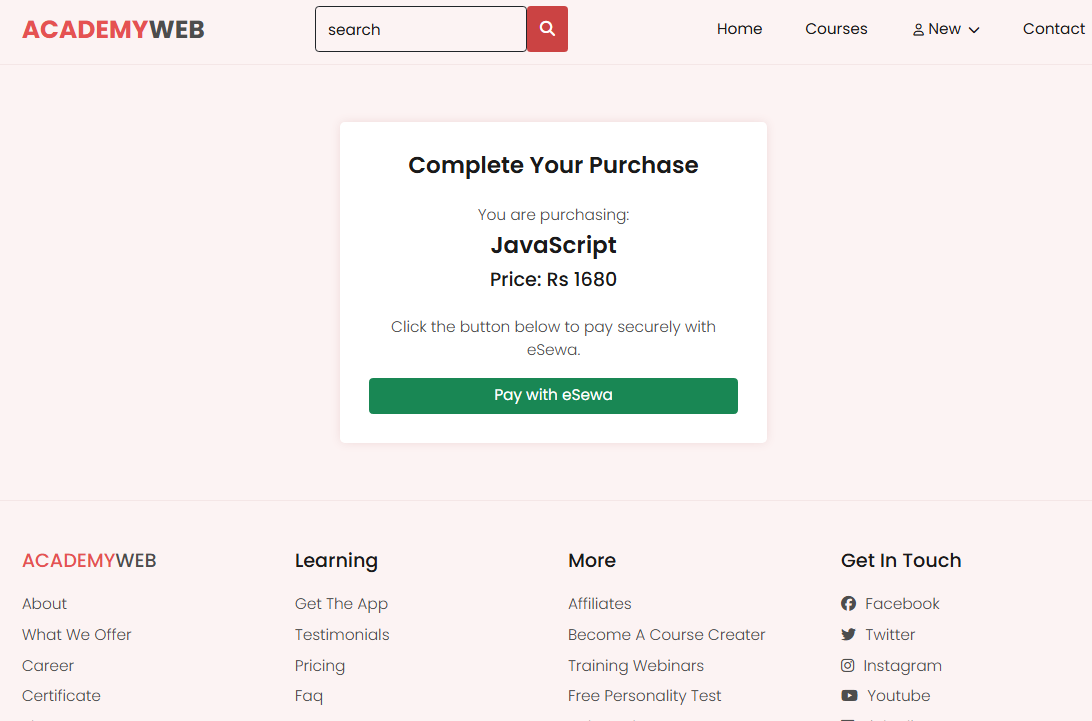 ACADEMYWEB
search
Home
Courses
New
Contact
Complete Your Purchase
You are purchasing:
JavaScript
Price: Rs 1680
Click the button below to pay securely with
eSewa.
Pay with eSewa
ACADEMYWEB
About
What We Offer
Career
Certificate
Learning
Get The App
Testimonials
Pricing
Faq
More
Affiliates
Become A Course Creater
Training Webinars
Free Personality Test
Get In Touch
Facebook
Twitter
Instagram
Youtube